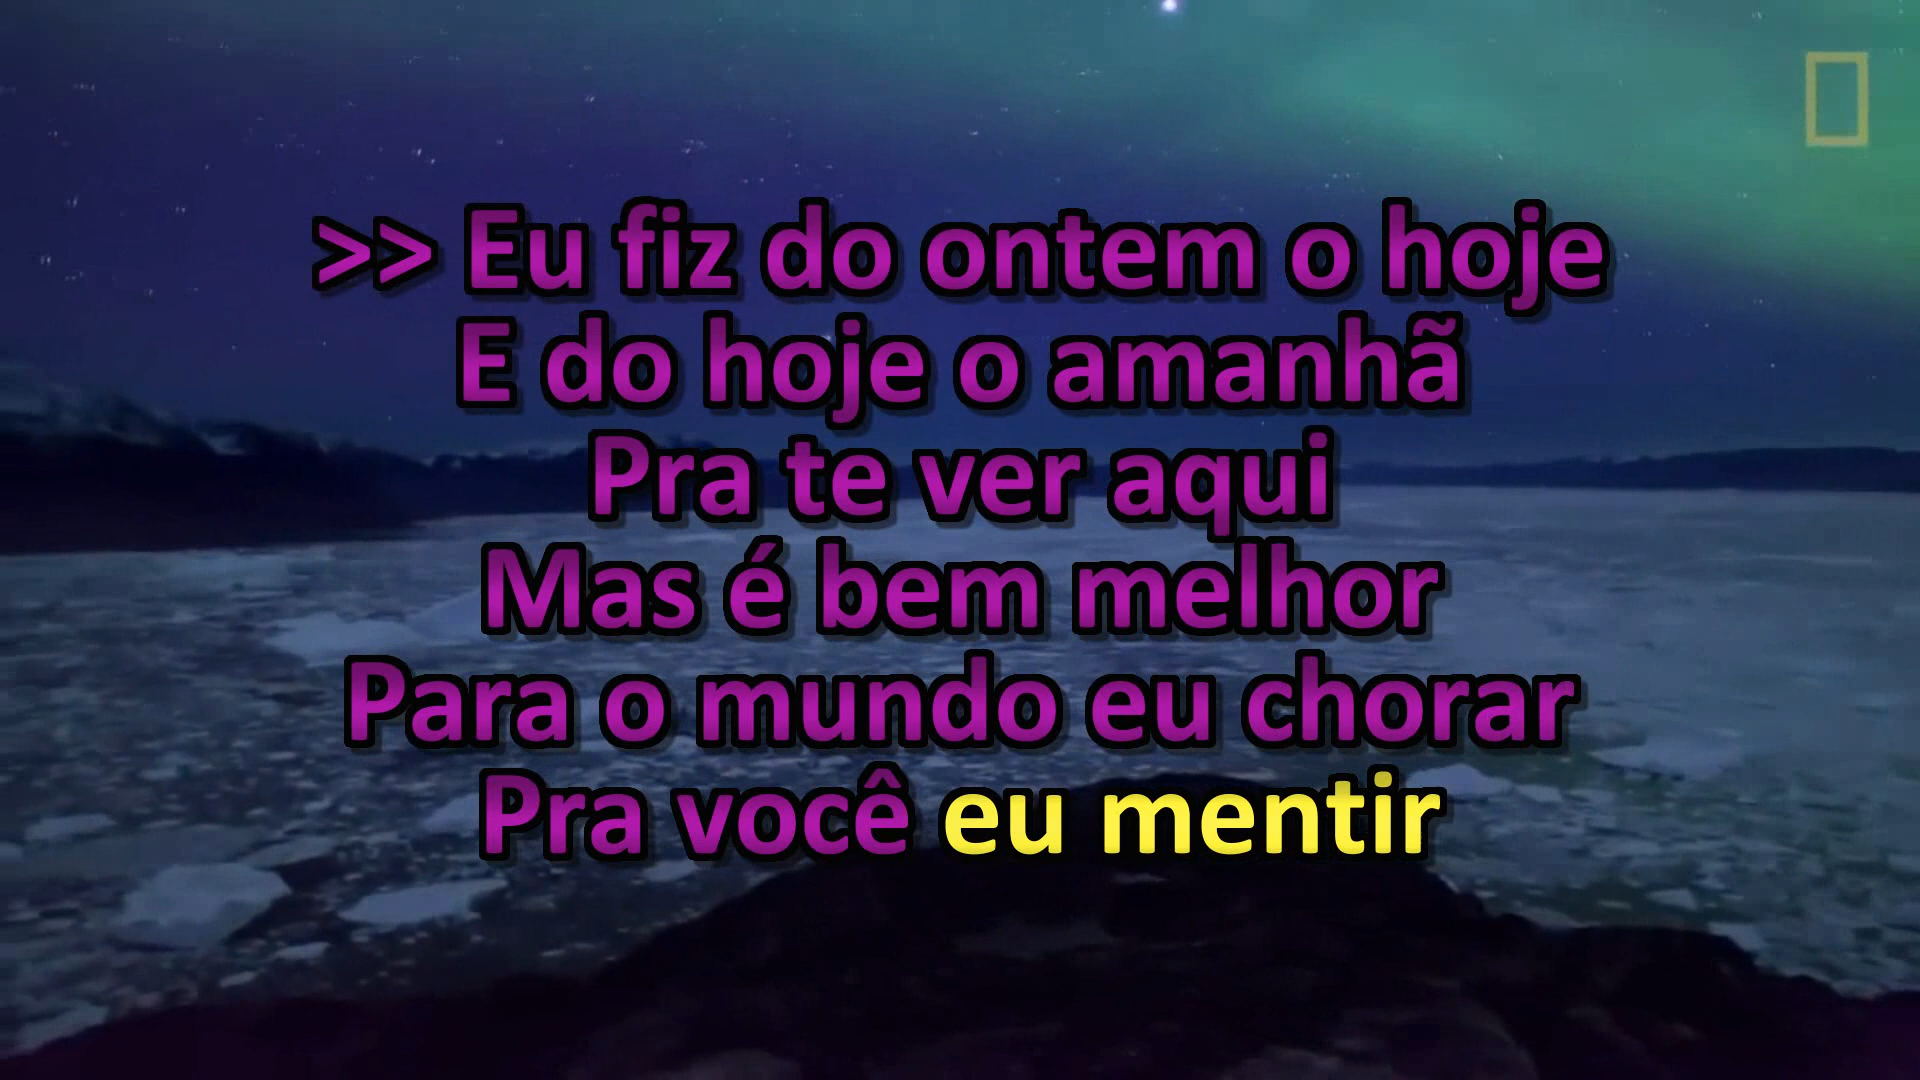 >> Eu fiz do ontem o hoje
E do hoje o amanhã
Pra te ver aqui
Mas é bem melhor
Para o mundo eu chorar
Pra você eu mentir